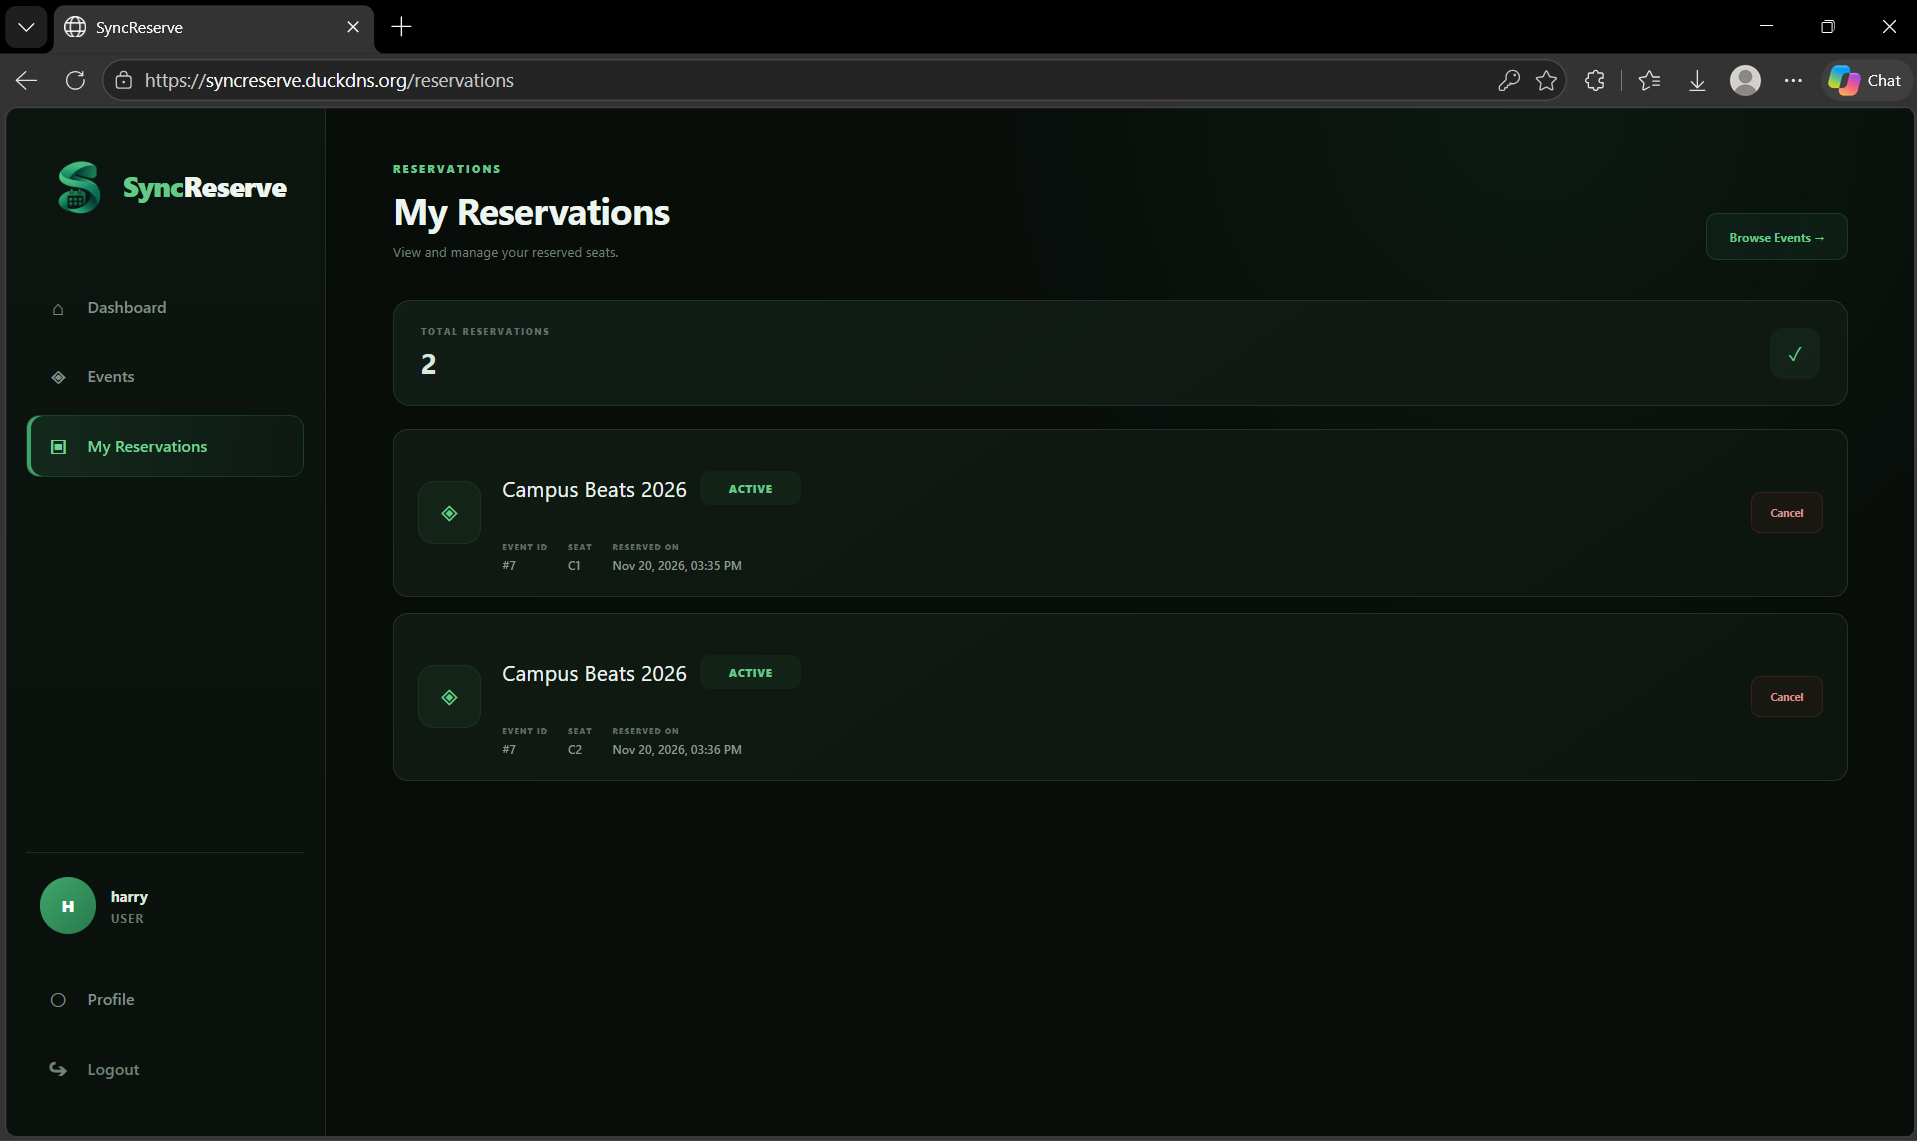 SyncReserve
https://syncreserve.duckdns.org/reservations
Chat
SyncReserve
Dashboard
Events
My Reservations
harry
H
USER
Profile
Logout
RESERVATIONS
My Reservations
View and manage your reserved seats.
Browse Events →
TOTAL RESERVATIONS
2
Campus Beats 2026 ACTIVE
EVENT ID SEAT RESERVED ON
#7 C1 Nov 20, 2026, 03:35 PM
Cancel
Campus Beats 2026 ACTIVE
EVENT ID SEAT RESERVED ON
#7 C2 Nov 20, 2026, 03:36 PM
Cancel